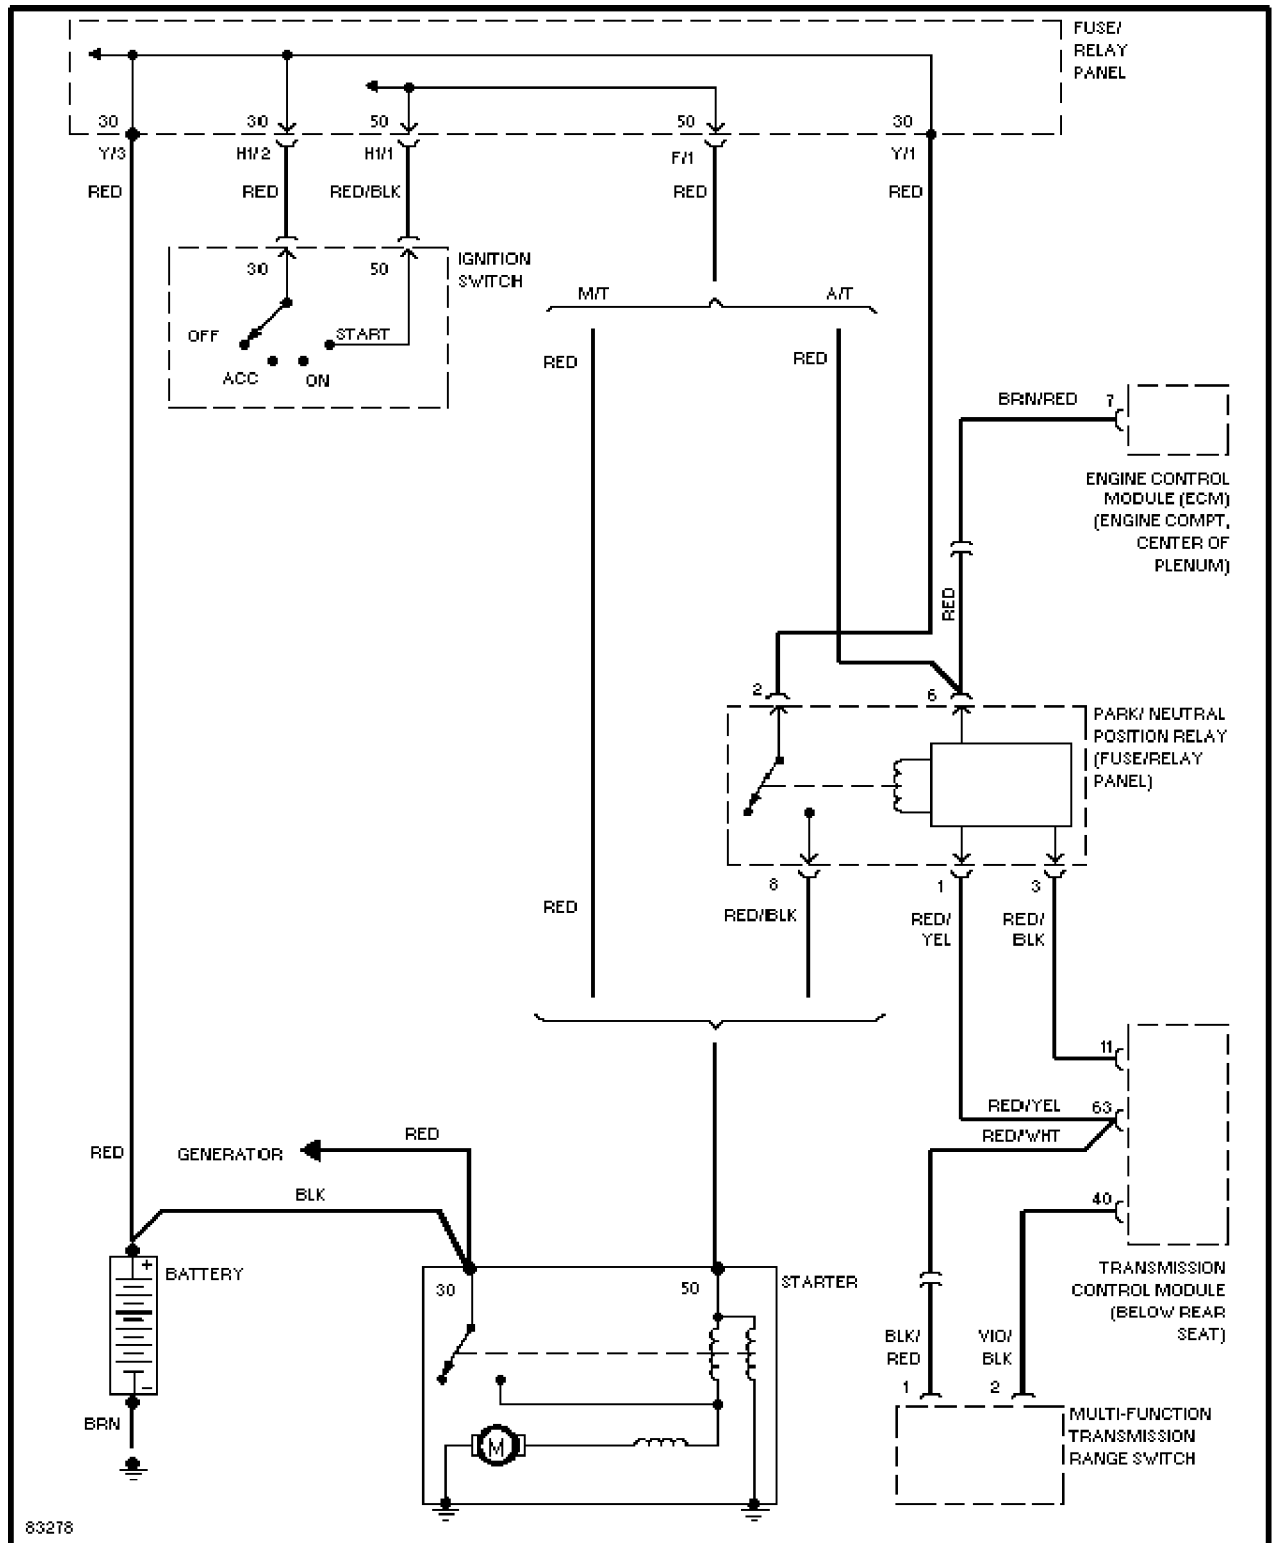 FUSE/
RELAY
PANEL
30
30
50
50
30
Y/3
H1/2
H1/1
F/1
Y/1
RED
RED
RED/BLK
RED
RED
IGNITION
SWITCH
30
50
OFF
START
ACC
ON
M/T
A/T
RED
RED
BRN/RED
7
ENGINE CONTROL
MODULE (ECM)
(ENGINE COMPT,
CENTER OF
PLENUM)
RED
2
6
PARK/ NEUTRAL
POSITION RELAY
(FUSE/RELAY
PANEL)
8
1
3
RED
RED/BLK
RED/
YEL
RED/
BLK
11
RED/YEL
63
RED/WHT
40
TRANSMISSION
CONTROL MODULE
(BELOW REAR
SEAT)
RED
GENERATOR
RED
BLK
+
BATTERY
-
BRN
30
50
STARTER
M
BLK/
RED
VIO/
BLK
1
2
MULTI-FUNCTION
TRANSMISSION
RANGE SWITCH
83278